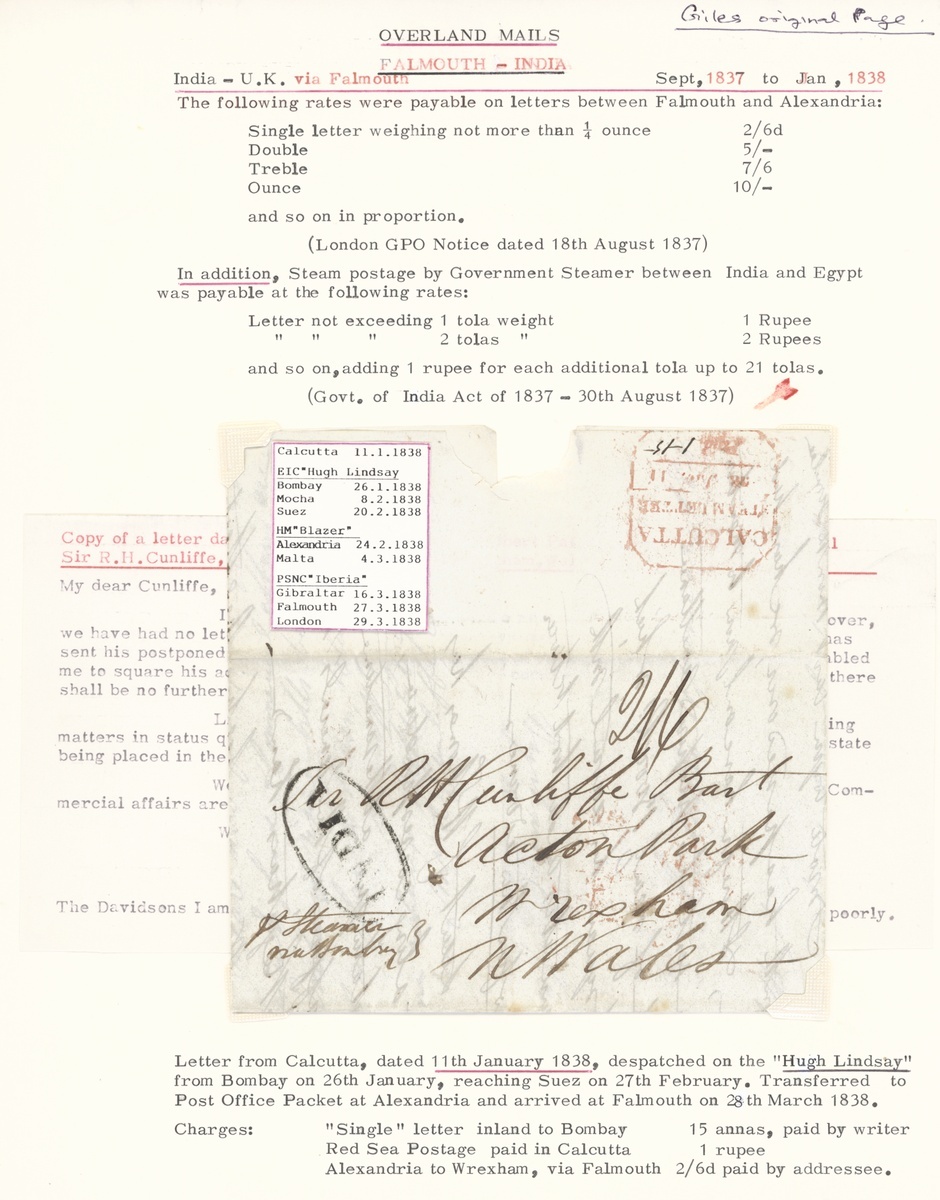 Giles original Page.
OVERLAND MAILS
FALMOUTH - INDIA
India - U.K. via Falmouth Sept, 1837 to Jan, 1838
The following rates were payable on letters between Falmouth and Alexandria:
Single letter weighing not more than ¼ ounce 2/6d
Double 5/-
Treble 7/6
Ounce 10/-
and so on in proportion.
(London GPO Notice dated 18th August 1837)
In addition, Steam postage by Government Steamer between India and Egypt
was payable at the following rates:
Letter not exceeding 1 tola weight 1 Rupee
" " " 2 tolas " 2 Rupees
and so on, adding 1 rupee for each additional tola up to 21 tolas.
(Govt. of India Act of 1837 - 30th August 1837)
Calcutta 11.1.1838
EIC"Hugh Lindsay
Bombay 26.1.1838
Mocha 8.2.1838
Suez 20.2.1838
HM"Blazer"
Alexandria 24.2.1838
Malta 4.3.1838
PSNC"Iberia"
Gibraltar 16.3.1838
Falmouth 27.3.1838
London 29.3.1838
CALCUTTA
STEAM LETTER
Jan. 11
Paid 1-15
Copy of a letter da
Sir R.H.Cunliffe,
My dear Cunliffe,
I over,
we have had no let has
sent his postponed bled
me to square his a there
shall be no further
L ing
matters in status q state
being placed in the
W Com-
mercial affairs are
W
The Davidsons I am poorly.
2/6
Sir R H Cunliffe Bart
Acton Park
Wrexham
N Wales
INDIA
p Steamer
via Bombay
Letter from Calcutta, dated 11th January 1838, despatched on the "Hugh Lindsay"
from Bombay on 26th January, reaching Suez on 27th February. Transferred to
Post Office Packet at Alexandria and arrived at Falmouth on 28th March 1838.
Charges: "Single" letter inland to Bombay 15 annas, paid by writer
Red Sea Postage paid in Calcutta 1 rupee
Alexandria to Wrexham, via Falmouth 2/6d paid by addressee.